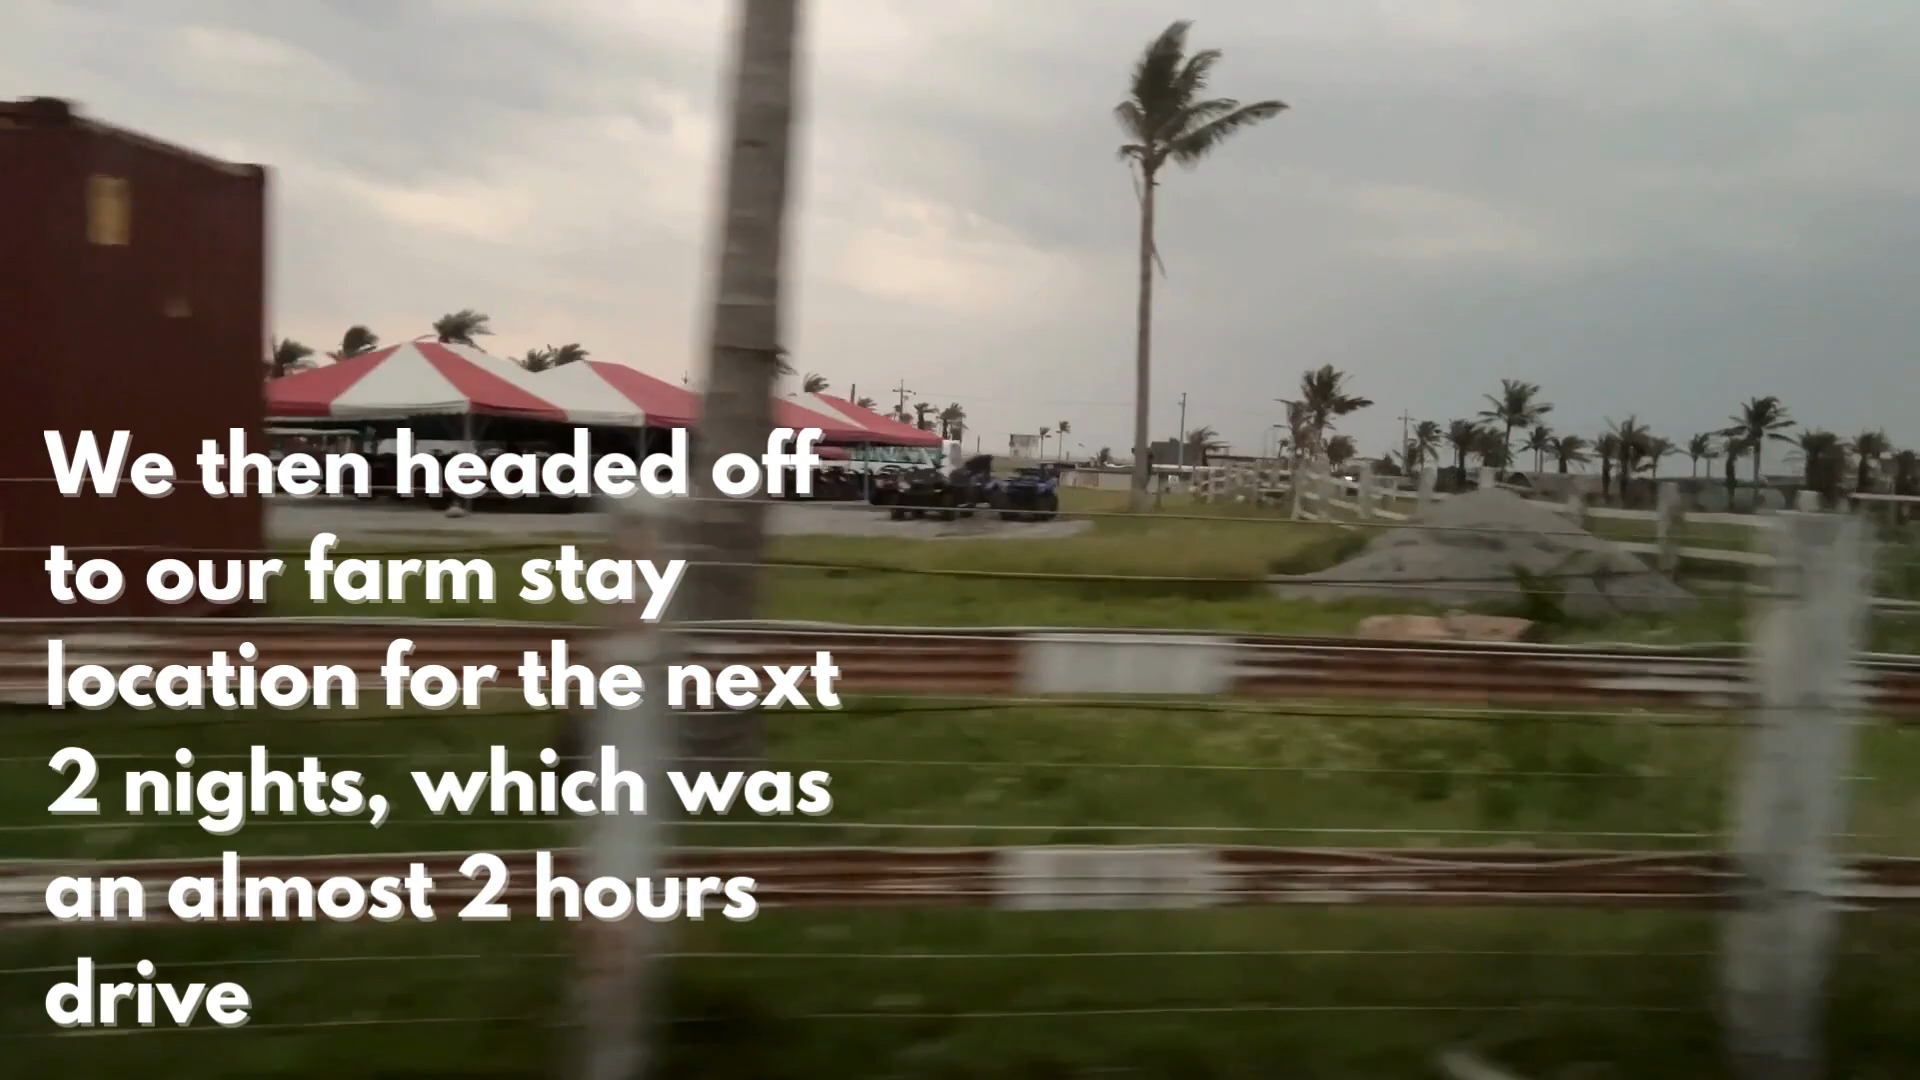 We then headed off
to our farm stay
location for the next
2 nights, which was
an almost 2 hours
drive